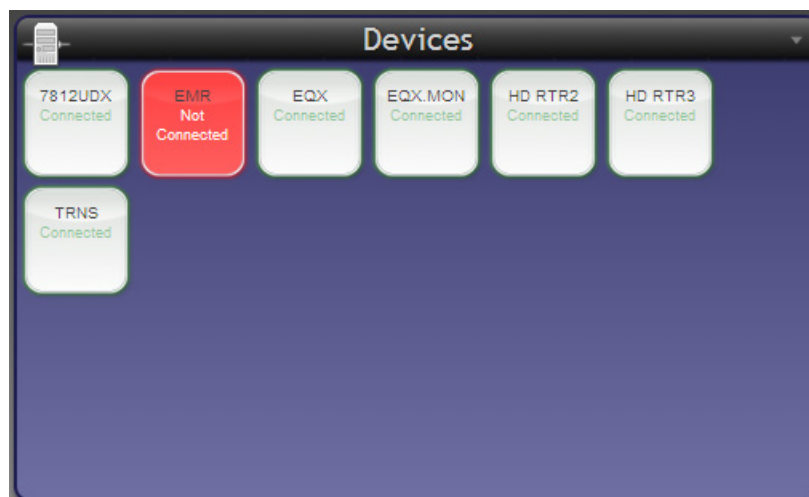 Devices
7812UDX
Connected
EMR
Not
Connected
EQX
Connected
EQX.MON
Connected
HD RTR2
Connected
HD RTR3
Connected
TRNS
Connected